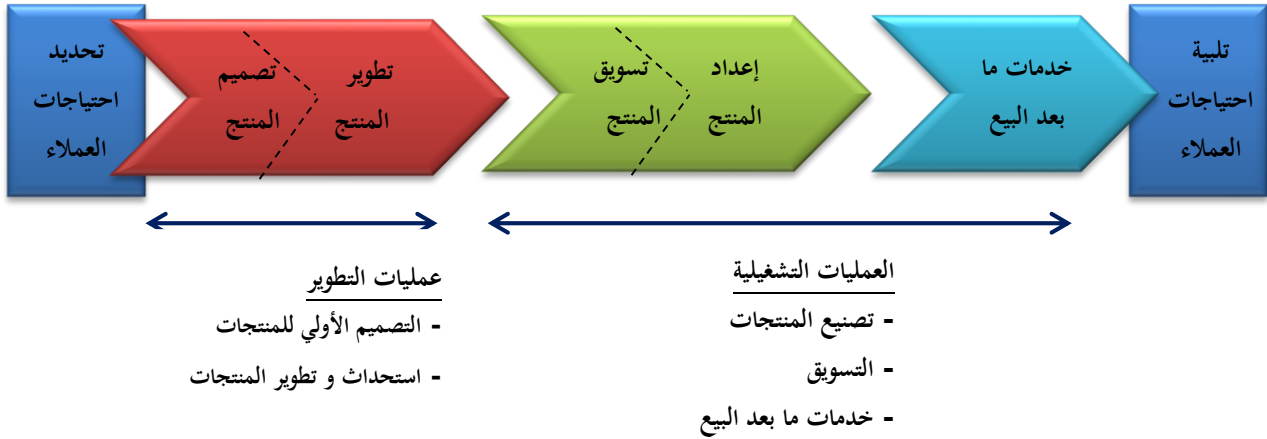 تحديد
احتياجات
العملاء
تصميم
المنتج
تطوير
المنتج
تسويق
المنتج
إعداد
المنتج
خدمات ما
بعد البيع
تلبية
احتياجات
العملاء
عمليات التطوير
- التصميم الأولي للمنتجات
- استحداث و تطوير المنتجات
العمليات التشغيلية
- تصنيع المنتجات
- التسويق
- خدمات ما بعد البيع